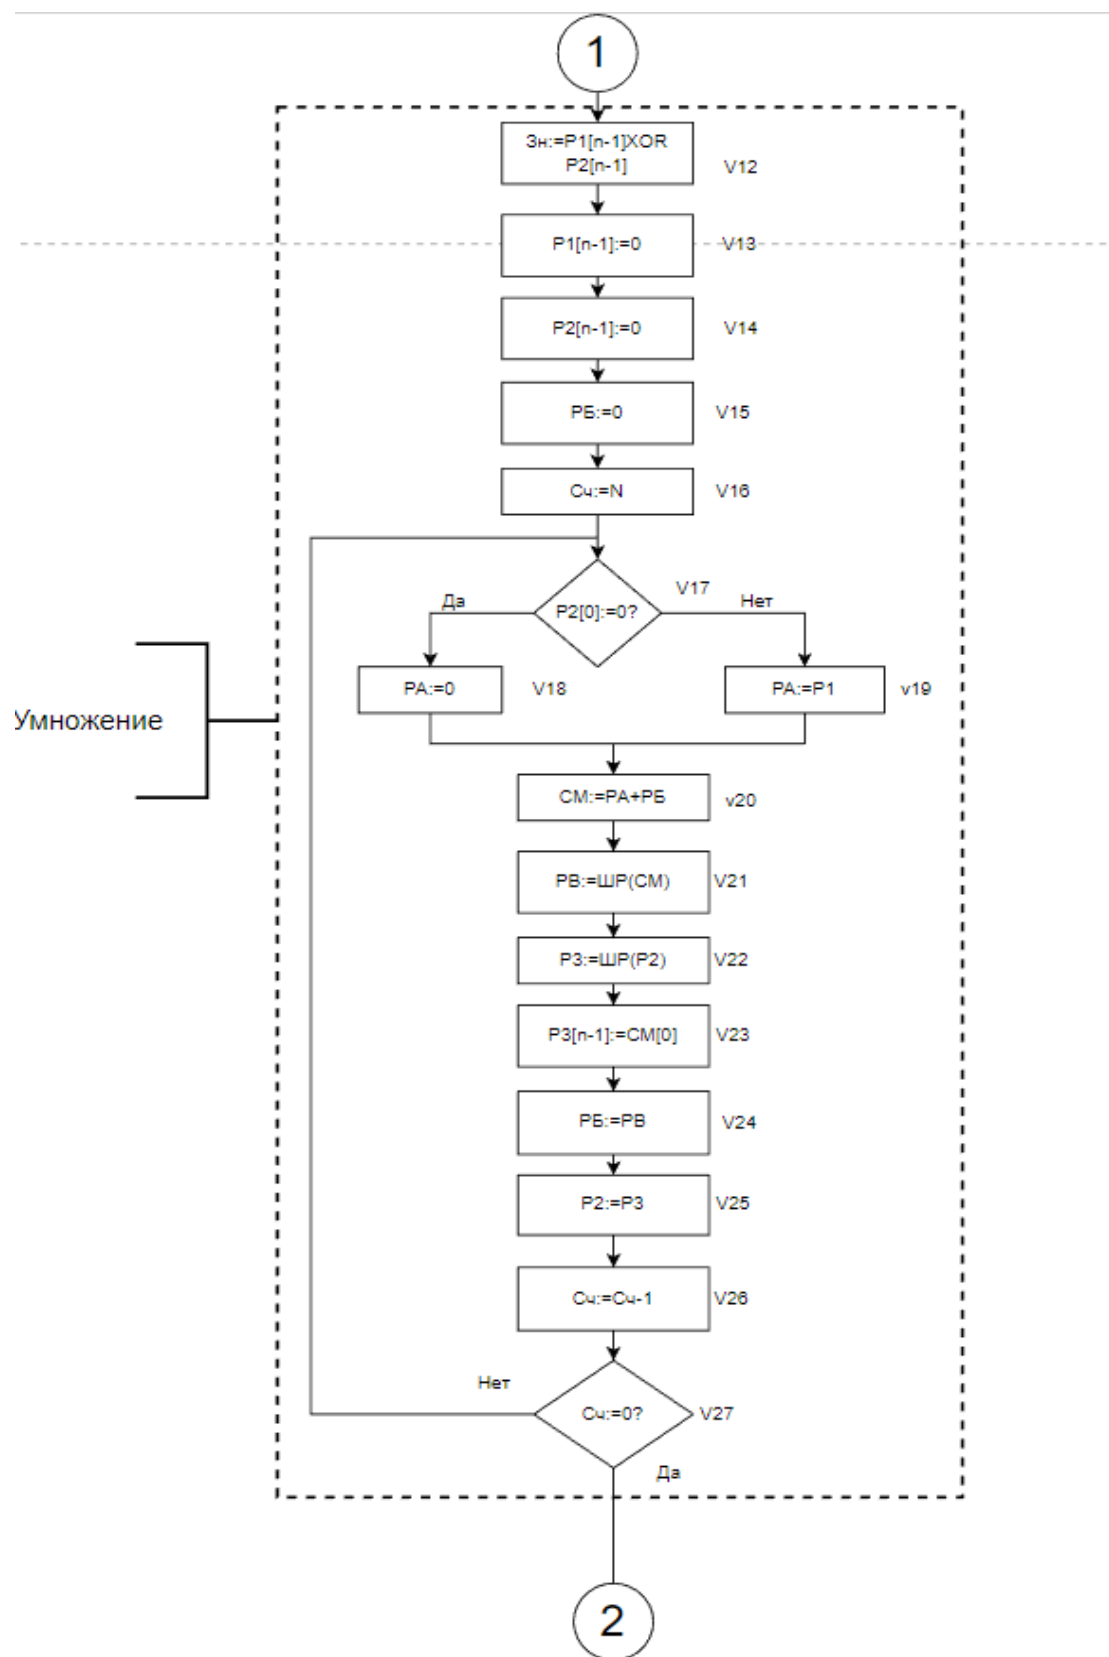 1
Зн:=Р1[n-1]XOR
Р2[n-1]
V12
Р1[n-1]:=0
V13
Р2[n-1]:=0
V14
РБ:=0
V15
Сч:=N
V16
V17
Да
Р2[0]:=0?
Нет
РА:=0
V18
РА:=Р1
v19
Умножение
СМ:=РА+РБ
v20
РВ:=ШР(СМ)
V21
Р3:=ШР(Р2)
V22
Р3[n-1]:=СМ[0]
V23
РБ:=РВ
V24
Р2:=Р3
V25
Сч:=Сч-1
V26
Нет
Сч:=0?
V27
Да
2